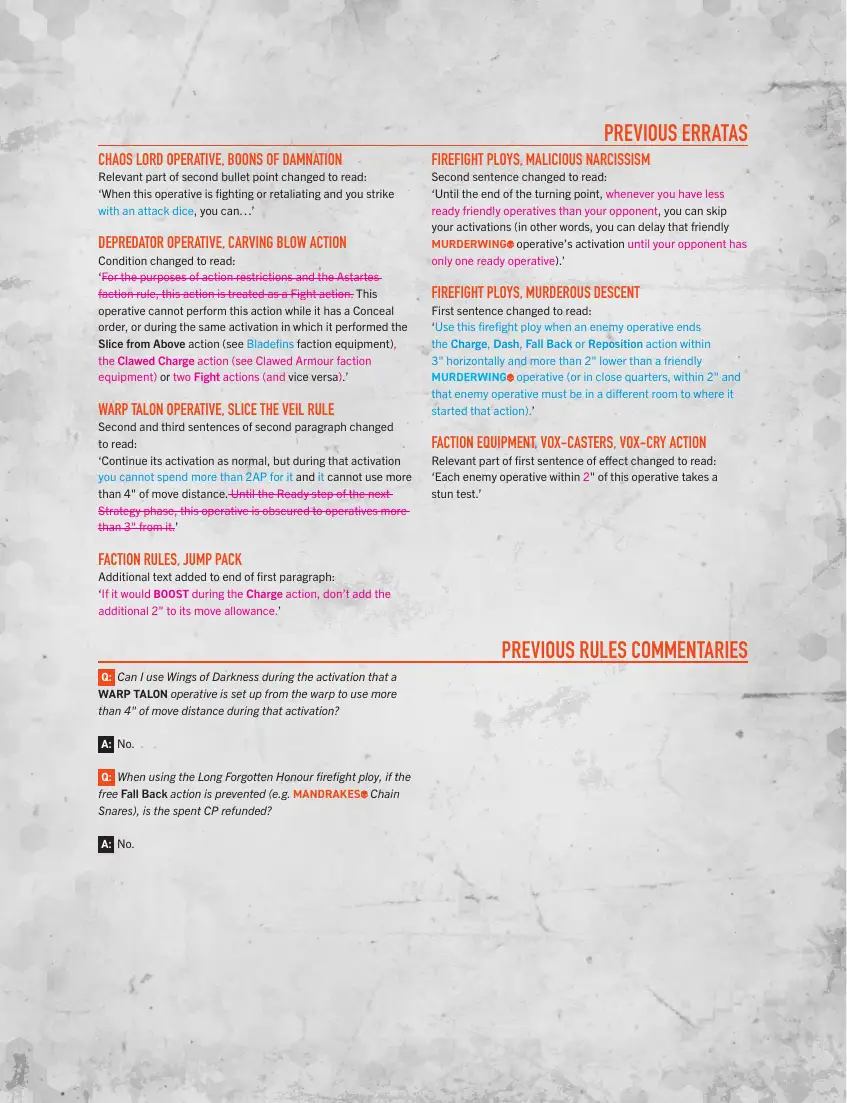 PREVIOUS ERRATAS
CHAOS LORD OPERATIVE, BOONS OF DAMNATION
Relevant part of second bullet point changed to read:
‘When this operative is fighting or retaliating and you strike
with an attack dice, you can…’
DEPREDATOR OPERATIVE, CARVING BLOW ACTION
Condition changed to read:
‘For the purposes of action restrictions and the Astartes
faction rule, this action is treated as a Fight action. This
operative cannot perform this action while it has a Conceal
order, or during the same activation in which it performed the
Slice from Above action (see Bladefins faction equipment),
the Clawed Charge action (see Clawed Armour faction
equipment) or two Fight actions (and vice versa).’
WARP TALON OPERATIVE, SLICE THE VEIL RULE
Second and third sentences of second paragraph changed
to read:
‘Continue its activation as normal, but during that activation
you cannot spend more than 2AP for it and it cannot use more
than 4" of move distance. Until the Ready step of the next
Strategy phase, this operative is obscured to operatives more
than 3" from it.’
FACTION RULES, JUMP PACK
Additional text added to end of first paragraph:
‘If it would BOOST during the Charge action, don’t add the
additional 2" to its move allowance.’
FIREFIGHT PLOYS, MALICIOUS NARCISSISM
Second sentence changed to read:
‘Until the end of the turning point, whenever you have less
ready friendly operatives than your opponent, you can skip
your activations (in other words, you can delay that friendly
MURDERWING operative’s activation until your opponent has
only one ready operative).’
FIREFIGHT PLOYS, MURDEROUS DESCENT
First sentence changed to read:
‘Use this firefight ploy when an enemy operative ends
the Charge, Dash, Fall Back or Reposition action within
3" horizontally and more than 2" lower than a friendly
MURDERWING operative (or in close quarters, within 2" and
that enemy operative must be in a different room to where it
started that action).’
FACTION EQUIPMENT, VOX-CASTERS, VOX-CRY ACTION
Relevant part of first sentence of effect changed to read:
‘Each enemy operative within 2" of this operative takes a
stun test.’
PREVIOUS RULES COMMENTARIES
Q: Can I use Wings of Darkness during the activation that a
WARP TALON operative is set up from the warp to use more
than 4" of move distance during that activation?
A: No.
Q: When using the Long Forgotten Honour firefight ploy, if the
free Fall Back action is prevented (e.g. MANDRAKES Chain
Snares), is the spent CP refunded?
A: No.